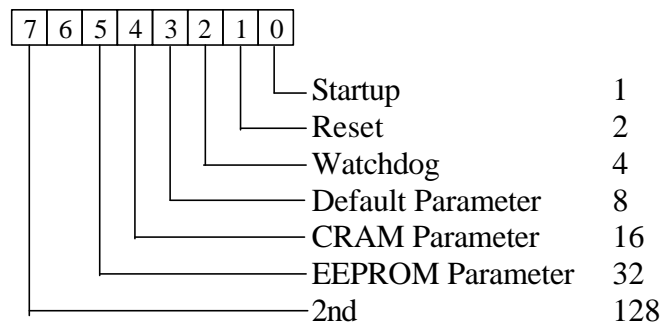 7 6 5 4 3 2 1 0
Startup 1
Reset 2
Watchdog 4
Default Parameter 8
CRAM Parameter 16
EEPROM Parameter 32
2nd 128